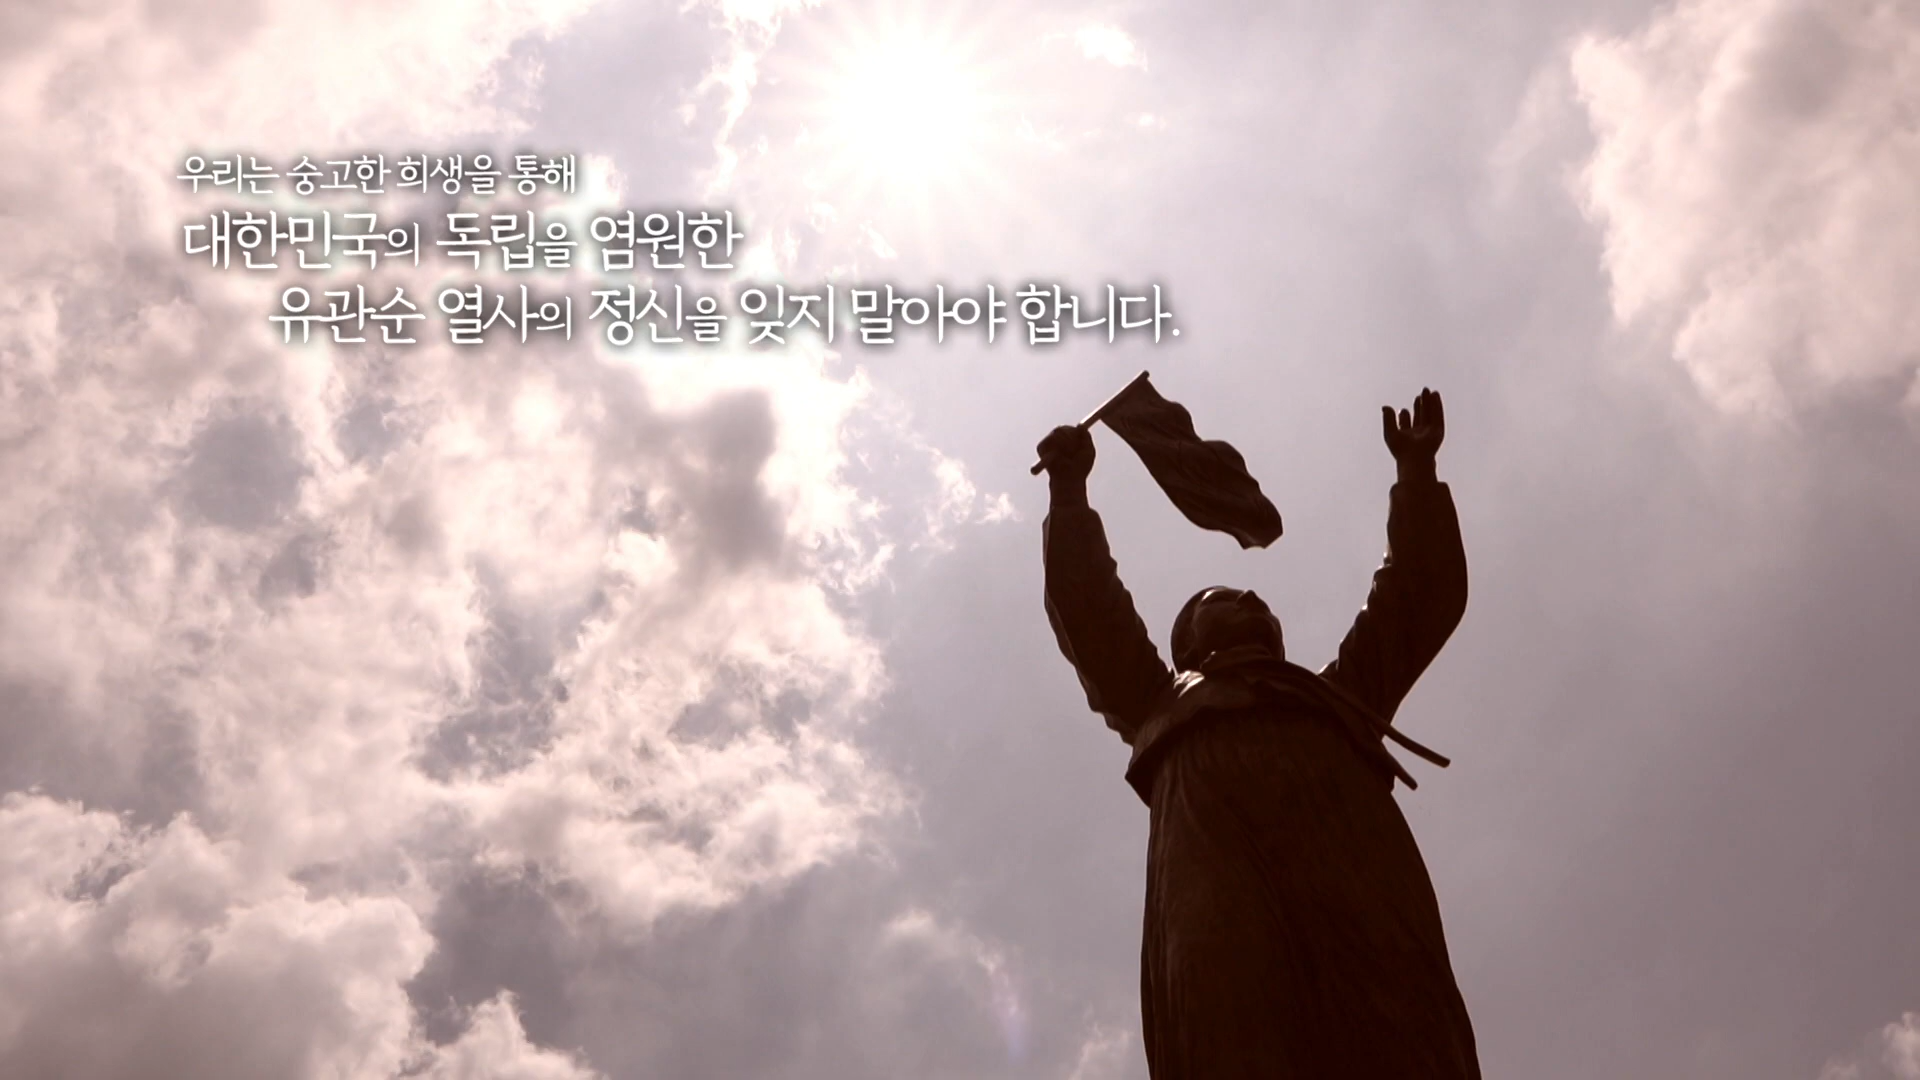 우리는 숭고한 희생을 통해
대한민국의 독립을 염원한
유관순 열사의 정신을 잊지 말아야 합니다.